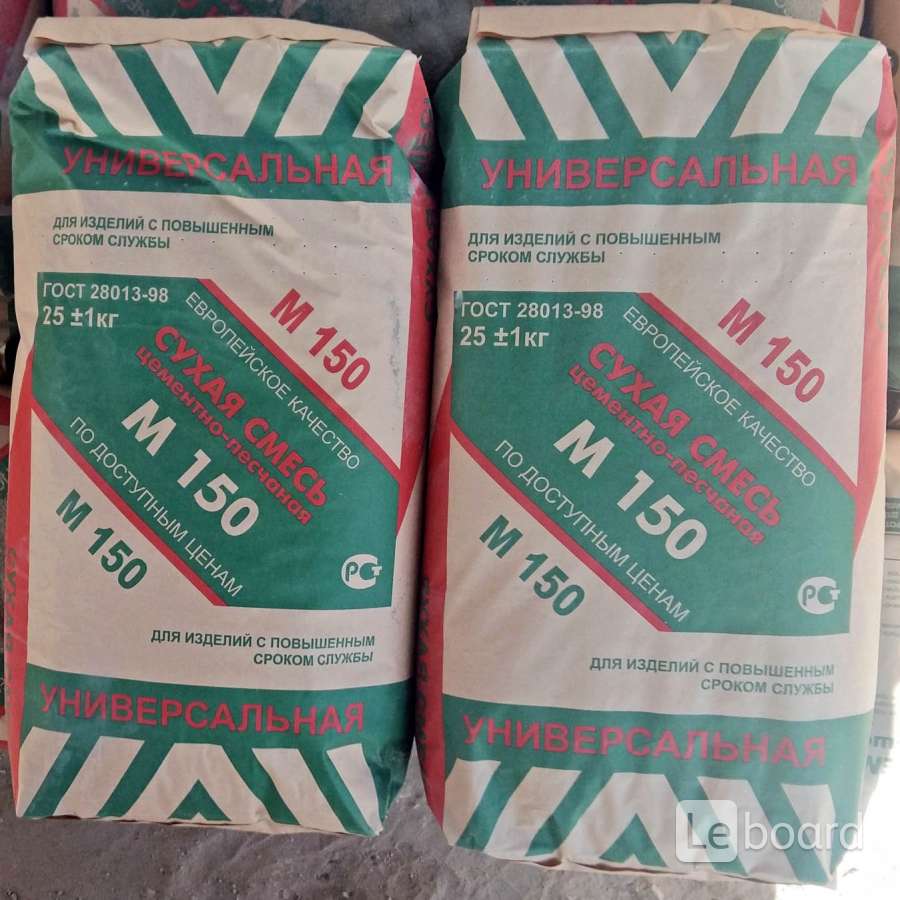 УНИВЕРСАЛЬНАЯ
ДЛЯ ИЗДЕЛИЙ С ПОВЫШЕННЫМ
СРОКОМ СЛУЖБЫ
ГОСТ 28013-98
25 ±1кг
М 150
ЕВРОПЕЙСКОЕ КАЧЕСТВО
СУХАЯ СМЕСЬ
цементно-песчаная
М 150
ПО ДОСТУПНЫМ ЦЕНАМ
М 150
РСТ
ДЛЯ ИЗДЕЛИЙ С ПОВЫШЕННЫМ
СРОКОМ СЛУЖБЫ
УНИВЕРСАЛЬНАЯ
УНИВЕРСАЛЬНАЯ
ДЛЯ ИЗДЕЛИЙ С ПОВЫШЕННЫМ
СРОКОМ СЛУЖБЫ
ГОСТ 28013-98
25 ±1кг
М 150
ЕВРОПЕЙСКОЕ КАЧЕСТВО
СУХАЯ СМЕСЬ
цементно-песчаная
М 150
ПО ДОСТУПНЫМ ЦЕНАМ
М 150
РСТ
ДЛЯ ИЗДЕЛИЙ С ПОВЫШЕННЫМ
СРОКОМ СЛУЖБЫ
УНИВЕРСАЛЬНАЯ
Leboard